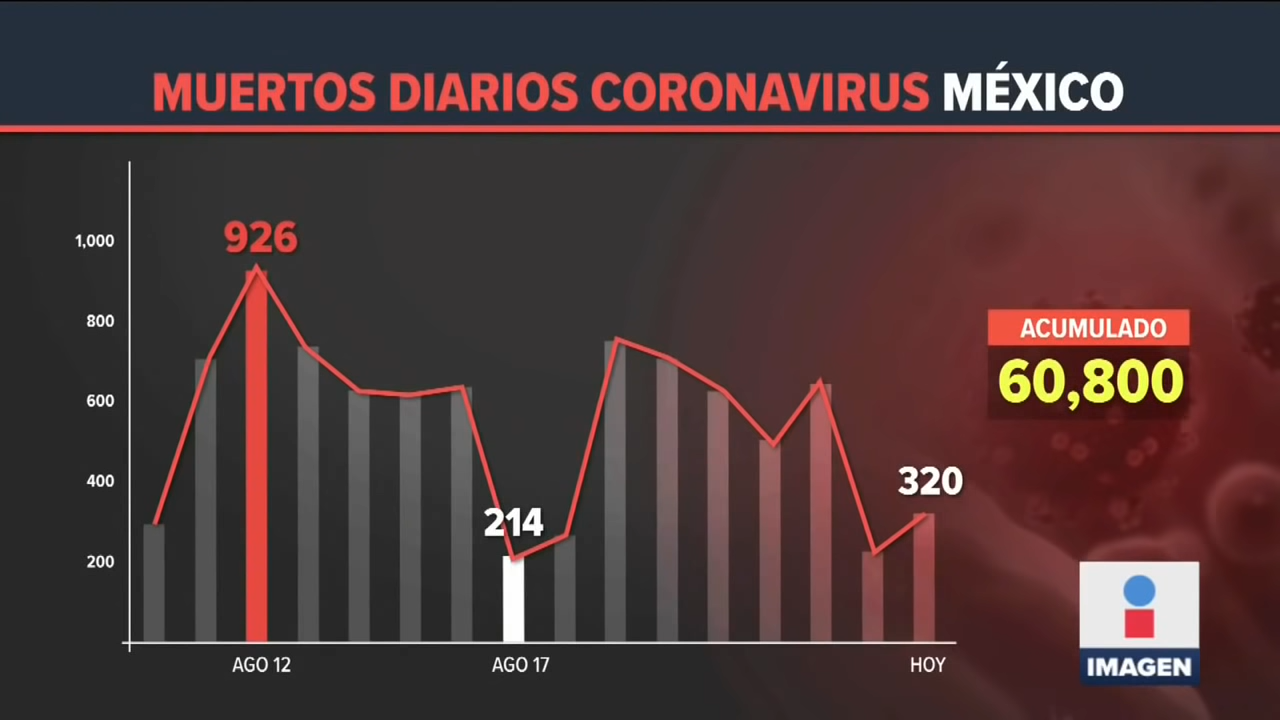 MUERTOS DIARIOS CORONAVIRUS MÉXICO
1,000
800
600
400
200
926
214
320
AGO 12
AGO 17
HOY
ACUMULADO
60,800
IMAGEN